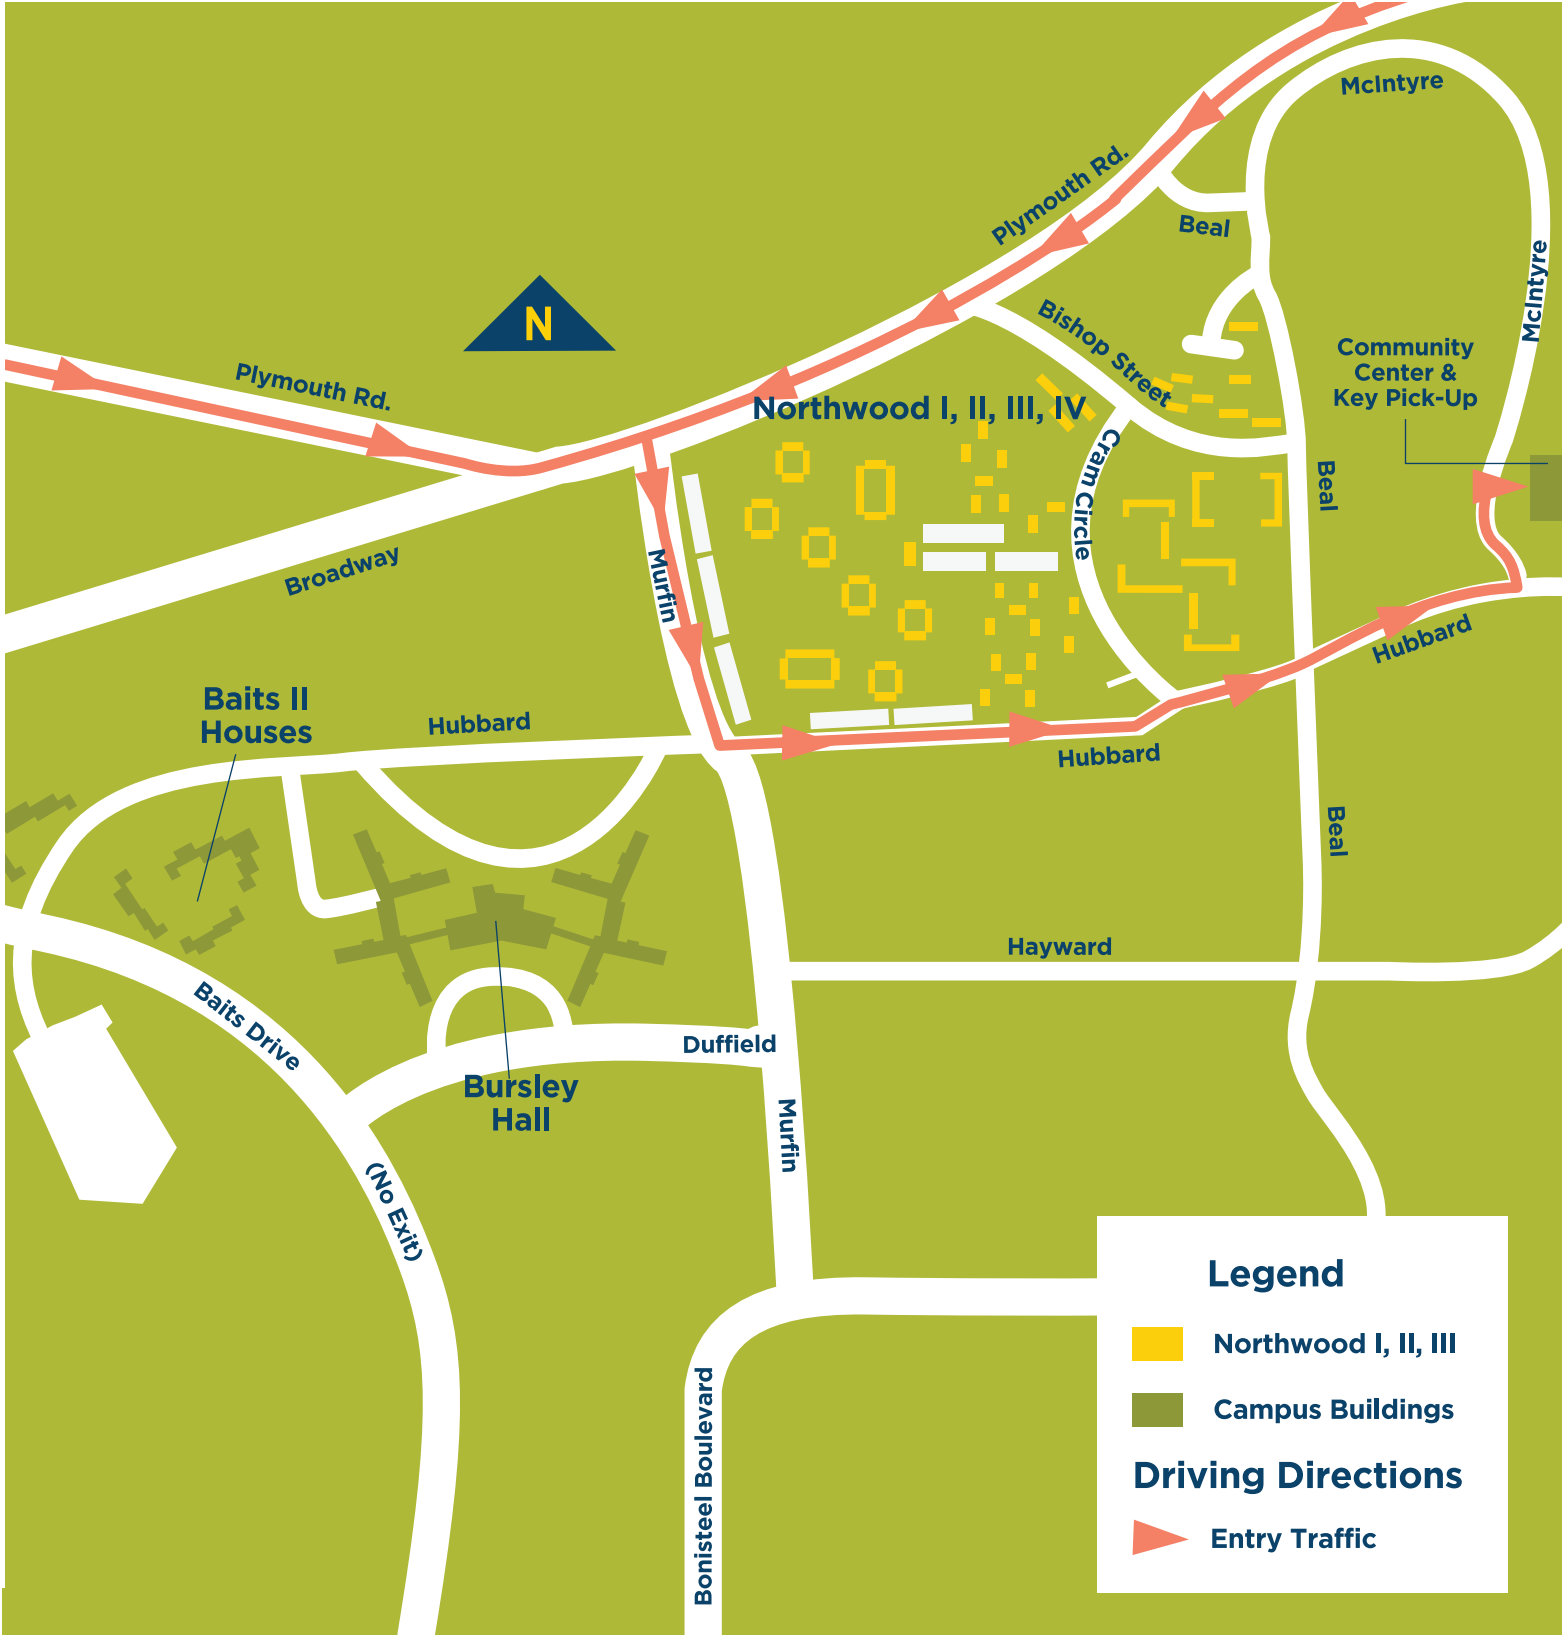 McIntyre
Plymouth Rd.
Beal
McIntyre
N
Bishop Street
Community
Center &
Key Pick-Up
Plymouth Rd.
Northwood I, II, III, IV
Cram Circle
Beal
Broadway
Murfin
Hubbard
Baits II
Houses
Hubbard
Hubbard
Beal
Hayward
Baits Drive
Duffield
Bursley
Hall
Murfin
(No Exit)
Bonisteel Boulevard
Legend
Northwood I, II, III
Campus Buildings
Driving Directions
Entry Traffic